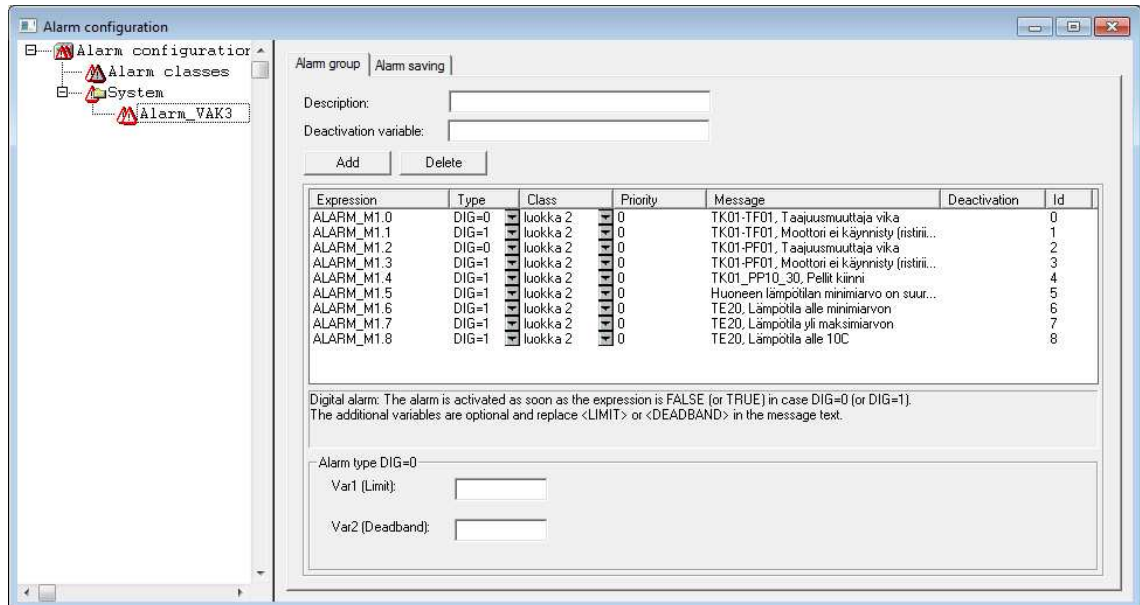 Alarm configuration
Alarm configuration
Alarm classes
System
Alarm_VAK3
Alarm group Alarm saving
Description:
Deactivation variable:
Add Delete
Expression Type Class Priority Message Deactivation Id
ALARM_M1.0 DIG=0 luokka 2 0 TK01-TF01, Taajuusmuuttaja vika 0
ALARM_M1.1 DIG=1 luokka 2 0 TK01-TF01, Moottori ei käynnisty (ristirii... 1
ALARM_M1.2 DIG=0 luokka 2 0 TK01-PF01, Taajuusmuuttaja vika 2
ALARM_M1.3 DIG=1 luokka 2 0 TK01-PF01, Moottori ei käynnisty (ristirii... 3
ALARM_M1.4 DIG=1 luokka 2 0 TK01_PP10_30, Pellit kiinni 4
ALARM_M1.5 DIG=1 luokka 2 0 Huoneen lämpötilan minimiarvo on suur... 5
ALARM_M1.6 DIG=1 luokka 2 0 TE20, Lämpötila alle minimiarvon 6
ALARM_M1.7 DIG=1 luokka 2 0 TE20, Lämpötila yli maksimiarvon 7
ALARM_M1.8 DIG=1 luokka 2 0 TE20, Lämpötila alle 10C 8
Digital alarm: The alarm is activated as soon as the expression is FALSE (or TRUE) in case DIG=0 (or DIG=1).
The additional variables are optional and replace <LIMIT> or <DEADBAND> in the message text.
Alarm type DIG=0
Var1 (Limit):
Var2 (Deadband):